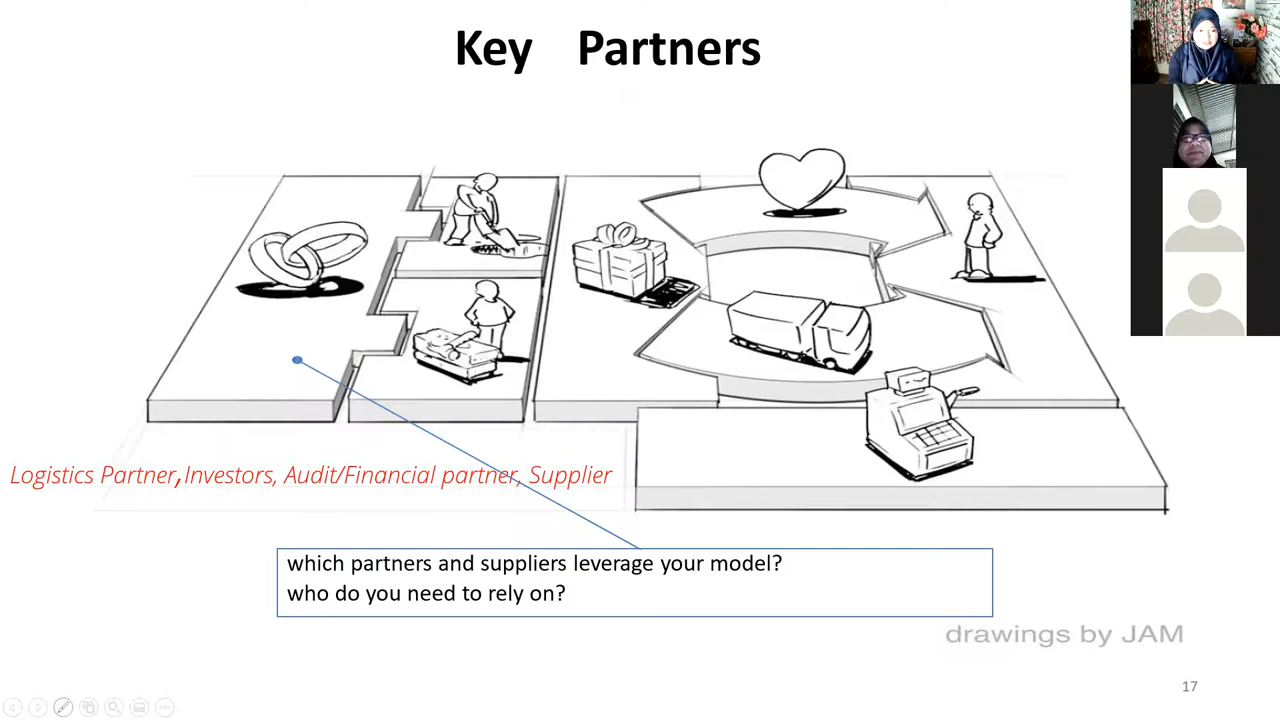 Key Partners
Logistics Partner, Investors, Audit/Financial partner, Supplier
which partners and suppliers leverage your model?
who do you need to rely on?
drawings by JAM
17